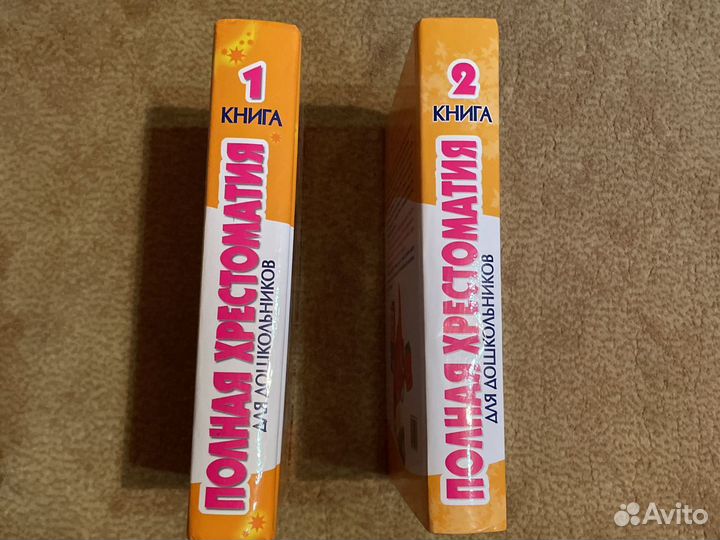 1
КНИГА
ПОЛНАЯ ХРЕСТОМАТИЯ
ДЛЯ ДОШКОЛЬНИКОВ
2
КНИГА
ПОЛНАЯ ХРЕСТОМАТИЯ
ДЛЯ ДОШКОЛЬНИКОВ
Avito